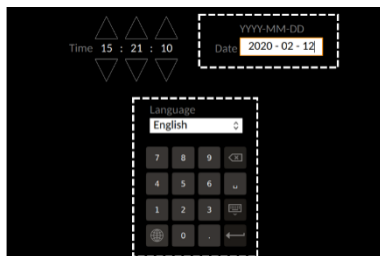 YYYY-MM-DD
Time 15 : 21 : 10
Date 2020 - 02 - 12
Language
English
7 8 9
4 5 6
1 2 3
0 .